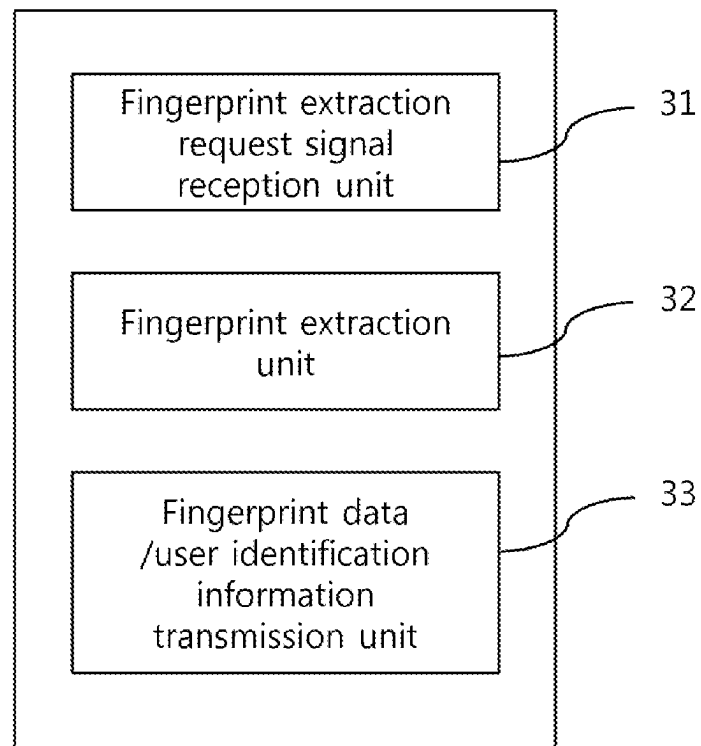 Fingerprint extraction
request signal
reception unit
31
Fingerprint extraction
unit
32
Fingerprint data
/user identification
information
transmission unit
33